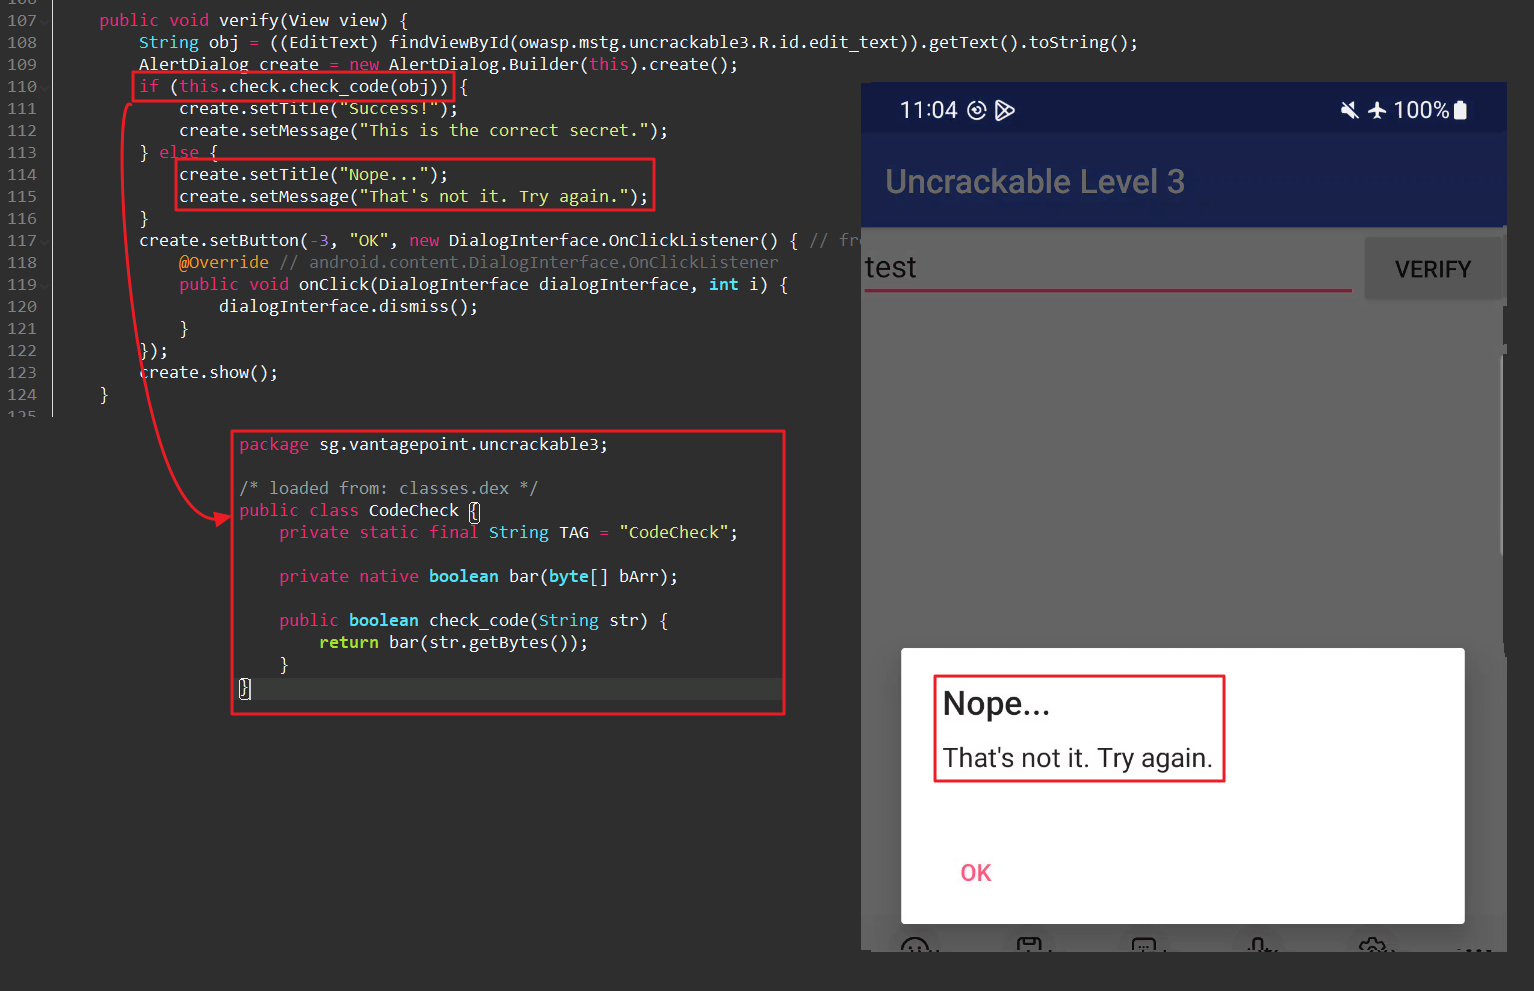 106
107 public void verify(View view) {
108 String obj = ((EditText) findViewById(owasp.mstg.uncrackable3.R.id.edit_text)).getText().toString();
109 AlertDialog create = new AlertDialog.Builder(this).create();
110 if (this.check.check_code(obj)) {
111 create.setTitle("Success!");
112 create.setMessage("This is the correct secret.");
113 } else {
114 create.setTitle("Nope...");
115 create.setMessage("That's not it. Try again.");
116 }
117 create.setButton(-3, "OK", new DialogInterface.OnClickListener() { // fr
118 @Override // android.content.DialogInterface.OnClickListener
119 public void onClick(DialogInterface dialogInterface, int i) {
120 dialogInterface.dismiss();
121 }
122 });
123 create.show();
124 }
125
package sg.vantagepoint.uncrackable3;
/* loaded from: classes.dex */
public class CodeCheck {
private static final String TAG = "CodeCheck";
private native boolean bar(byte[] bArr);
public boolean check_code(String str) {
return bar(str.getBytes());
}
}
11:04 100%
Uncrackable Level 3
test VERIFY
Nope...
That's not it. Try again.
OK